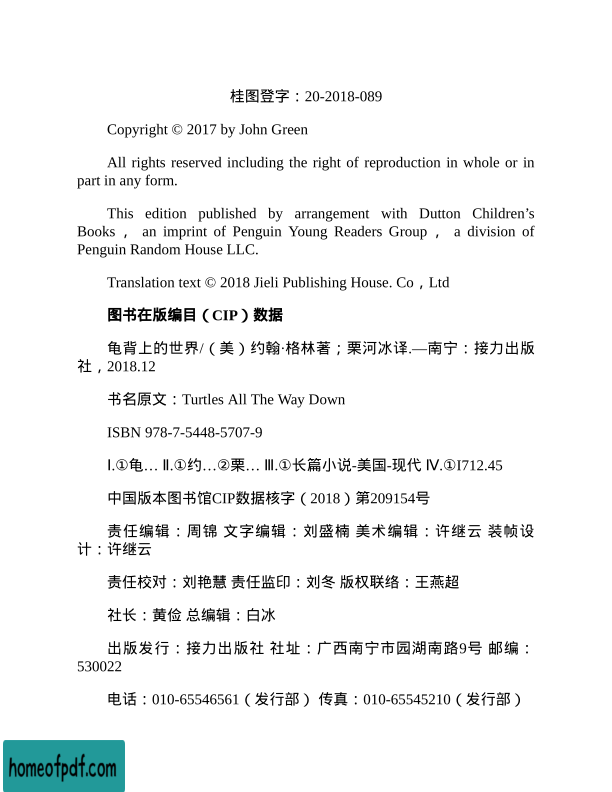 桂图登字：20-2018-089
Copyright © 2017 by John Green
All rights reserved including the right of reproduction in whole or in
part in any form.
This edition published by arrangement with Dutton Children’s
Books， an imprint of Penguin Young Readers Group， a division of
Penguin Random House LLC.
Translation text © 2018 Jieli Publishing House. Co，Ltd
图书在版编目（CIP）数据
龟背上的世界/（美）约翰·格林著；栗河冰译.—南宁：接力出版
社，2018.12
书名原文：Turtles All The Way Down
ISBN 978-7-5448-5707-9
Ⅰ.①龟… Ⅱ.①约…②栗… Ⅲ.①长篇小说-美国-现代 Ⅳ.①I712.45
中国版本图书馆CIP数据核字（2018）第209154号
责任编辑：周锦 文字编辑：刘盛楠 美术编辑：许继云 装帧设
计：许继云
责任校对：刘艳慧 责任监印：刘冬 版权联络：王燕超
社长：黄俭 总编辑：白冰
出版发行：接力出版社 社址：广西南宁市园湖南路9号 邮编：
530022
电话：010-65546561（发行部） 传真：010-65545210（发行部）
homeofpdf.com